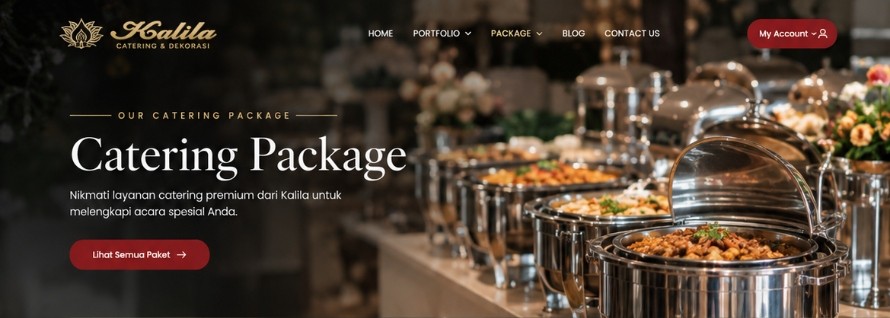 Kalila
CATERING & DEKORASI
HOME
PORTFOLIO
PACKAGE
BLOG
CONTACT US
My Account
OUR CATERING PACKAGE
Catering Package
Nikmati layanan catering premium dari Kalila untuk
melengkapi acara spesial Anda.
Lihat Semua Paket →